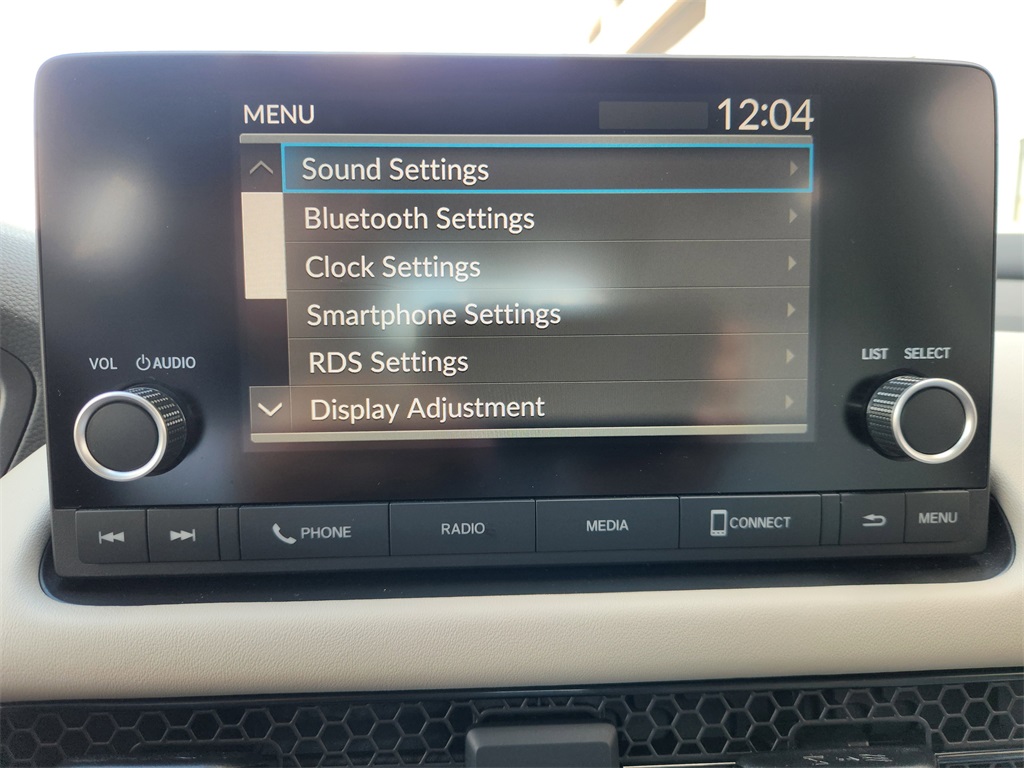 MENU 12:04
Sound Settings
Bluetooth Settings
Clock Settings
Smartphone Settings
RDS Settings
Display Adjustment
VOL AUDIO
LIST SELECT
PHONE RADIO MEDIA CONNECT MENU